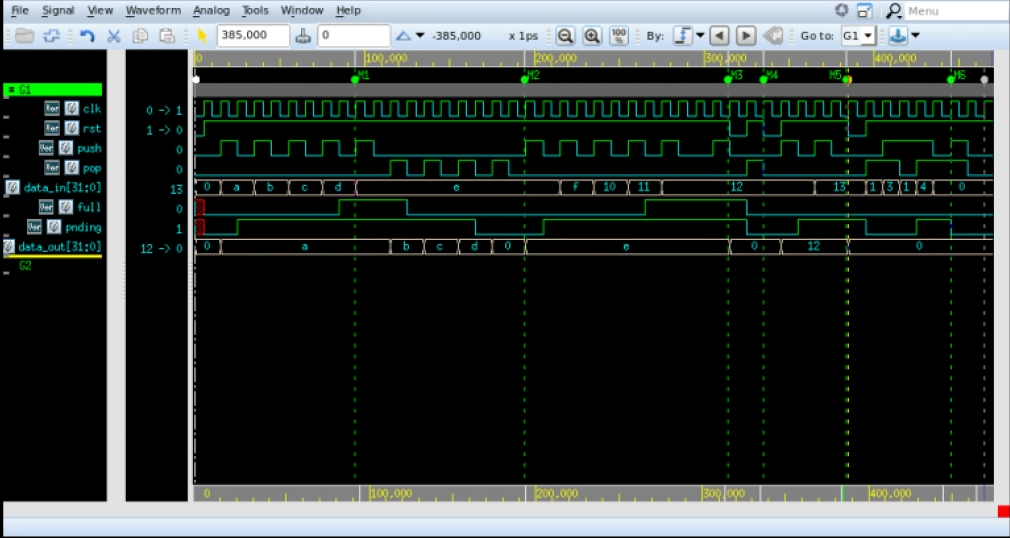 File Signal View Waveform Analog Tools Window Help Menu
385,000 0 -385,000 x 1ps 100% By: Go to: G1
0 100,000 200,000 300,000 400,000
M1 M2 M3 M4 M5 M6
G1
clk 0 -> 1
rst 1 -> 0
push 0
pop 0
data_in[31:0] 13 0 a b c d e f 10 11 12 13 1 3 1 4 0
full 0
pnding 1
data_out[31:0] 12 -> 0 0 a b c d 0 e 0 12 0
G2
0 100,000 200,000 300,000 400,000